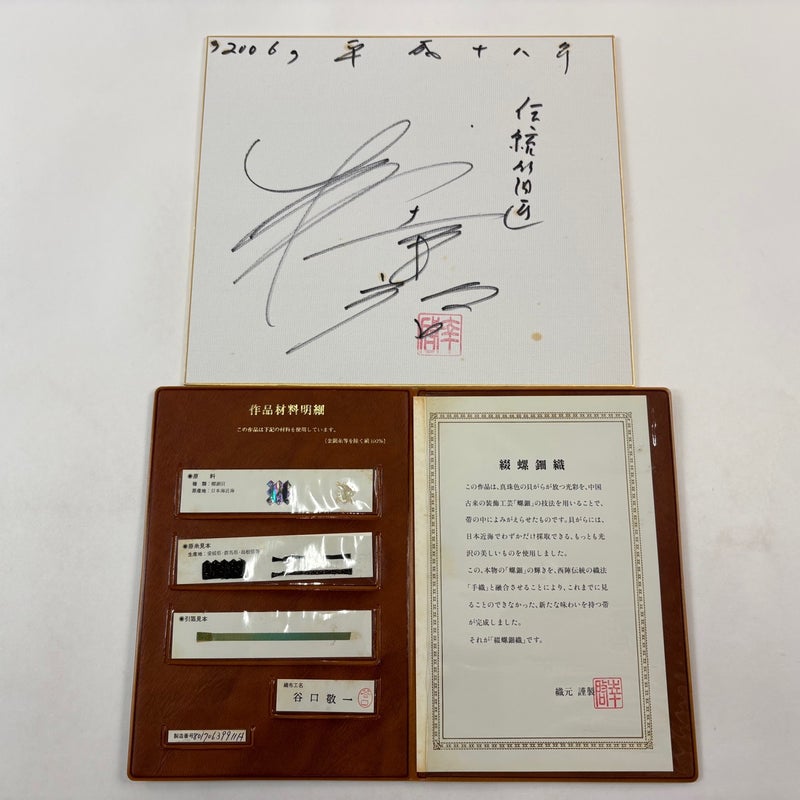 2006 平成十八年
伝統
作品材料明細
この作品は下記の材料を使用しています。
◉原 料
種 類：螺鈿貝
原産地：日本海近海
◉原糸見本
◉引箔見本
織布工名
谷口敬一
製造番号
綴螺鈿織
この作品は、真珠色の貝がらが放つ光彩を、中国
古来の装飾工芸「螺鈿」の技法を用いることで、
帯の中によみがえらせたものです。貝がらには、
日本近海でわずかだけ採取できる、もっとも光
沢の美しいものを使用しました。
この、本物の「螺鈿」の輝きを、西陣伝統の織法
「手織」と融合させることにより、これまでに見
ることのできなかった、新たな味わいを持つ帯
が完成しました。
それが「綴螺鈿織」です。
織元 謹製